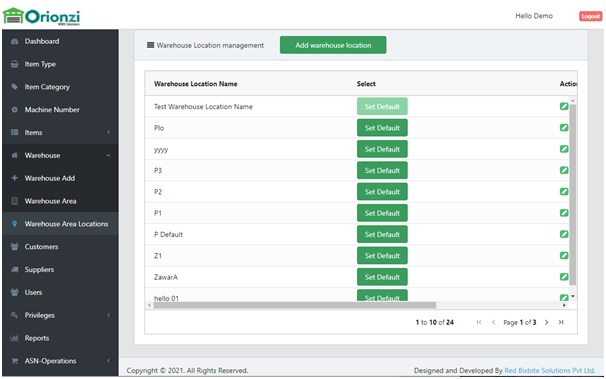 Orionzi
WMS Solutions
Hello Demo
Logout
Dashboard
Item Type
Item Category
Machine Number
Items
Warehouse
Warehouse Add
Warehouse Area
Warehouse Area Locations
Customers
Suppliers
Users
Privileges
Reports
ASN-Operations
Warehouse Location management
Add warehouse location
Warehouse Location Name Select Action
Test Warehouse Location Name Set Default
Plo Set Default
yyyy Set Default
P3 Set Default
P2 Set Default
P1 Set Default
P Default Set Default
Z1 Set Default
ZawarA Set Default
hello 01 Set Default
1 to 10 of 24 Page 1 of 3
Copyright © 2021. All Rights Reserved. Designed and Developed By Red Bixbite Solutions Pvt Ltd.